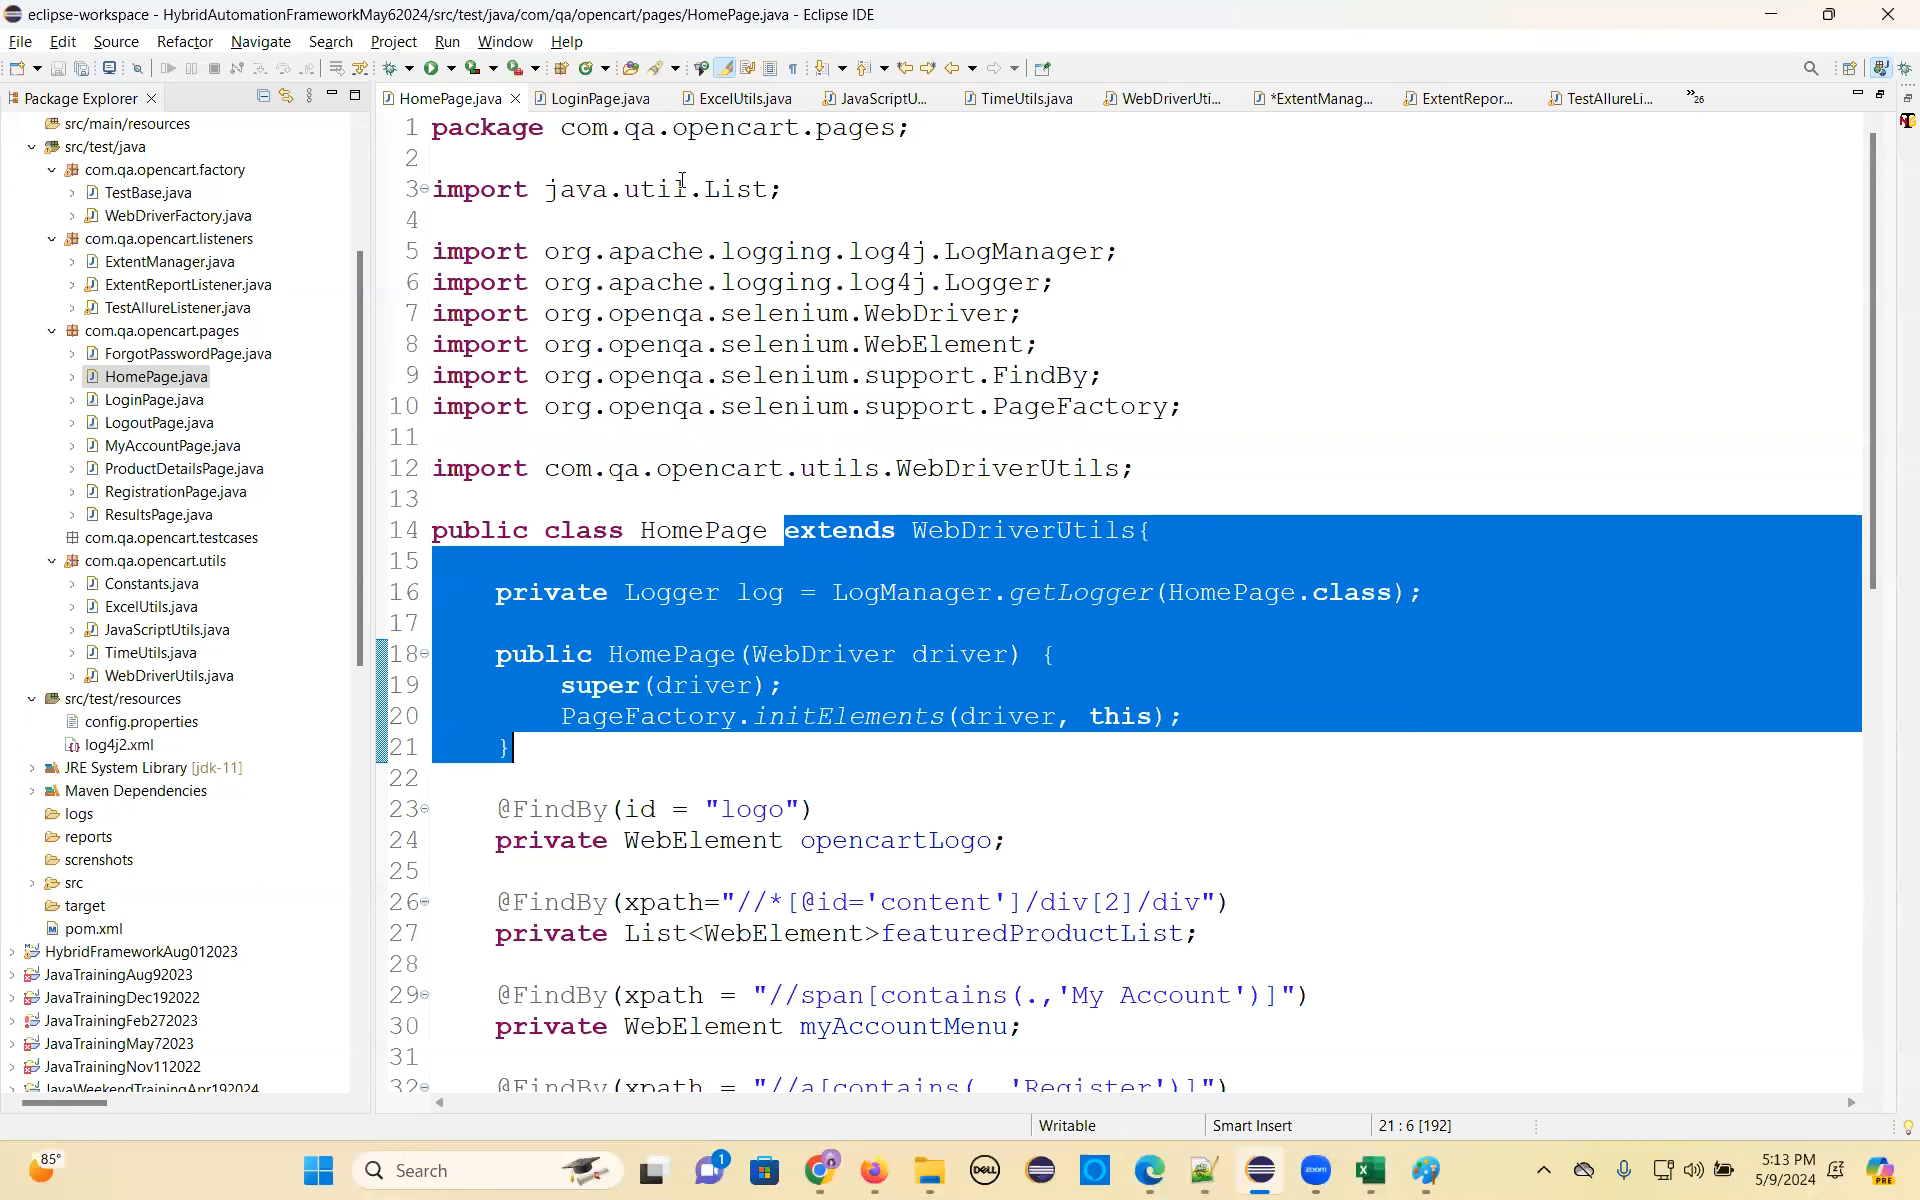 eclipse-workspace - HybridAutomationFrameworkMay62024/src/test/java/com/qa/opencart/pages/HomePage.java - Eclipse IDE
File Edit Source Refactor Navigate Search Project Run Window Help
Package Explorer
HomePage.java LoginPage.java ExcelUtils.java JavaScriptU... TimeUtils.java WebDriverUti... *ExtentManag... ExtentRepor... TestAllureLi... »26
src/main/resources
src/test/java
com.qa.opencart.factory
TestBase.java
WebDriverFactory.java
com.qa.opencart.listeners
ExtentManager.java
ExtentReportListener.java
TestAllureListener.java
com.qa.opencart.pages
ForgotPasswordPage.java
HomePage.java
LoginPage.java
LogoutPage.java
MyAccountPage.java
ProductDetailsPage.java
RegistrationPage.java
ResultsPage.java
com.qa.opencart.testcases
com.qa.opencart.utils
Constants.java
ExcelUtils.java
JavaScriptUtils.java
TimeUtils.java
WebDriverUtils.java
src/test/resources
config.properties
log4j2.xml
JRE System Library [jdk-11]
Maven Dependencies
logs
reports
screnshots
src
target
pom.xml
HybridFrameworkAug012023
JavaTrainingAug92023
JavaTrainingDec192022
JavaTrainingFeb272023
JavaTrainingMay72023
JavaTrainingNov112022
JavaWeekendTrainingApr192024
1 package com.qa.opencart.pages;
2
3 import java.util.List;
4
5 import org.apache.logging.log4j.LogManager;
6 import org.apache.logging.log4j.Logger;
7 import org.openqa.selenium.WebDriver;
8 import org.openqa.selenium.WebElement;
9 import org.openqa.selenium.support.FindBy;
10 import org.openqa.selenium.support.PageFactory;
11
12 import com.qa.opencart.utils.WebDriverUtils;
13
14 public class HomePage extends WebDriverUtils{
15
16 private Logger log = LogManager.getLogger(HomePage.class);
17
18 public HomePage(WebDriver driver) {
19 super(driver);
20 PageFactory.initElements(driver, this);
21 }
22
23 @FindBy(id = "logo")
24 private WebElement opencartLogo;
25
26 @FindBy(xpath="//*[@id='content']/div[2]/div")
27 private List<WebElement>featuredProductList;
28
29 @FindBy(xpath = "//span[contains(.,'My Account')]")
30 private WebElement myAccountMenu;
31
32 @FindBy(xpath = "//a[contains(., 'Register')]")
Writable Smart Insert 21 : 6 [192]
85°
Search
1
DELL
zoom
5:13 PM
5/9/2024
PRE